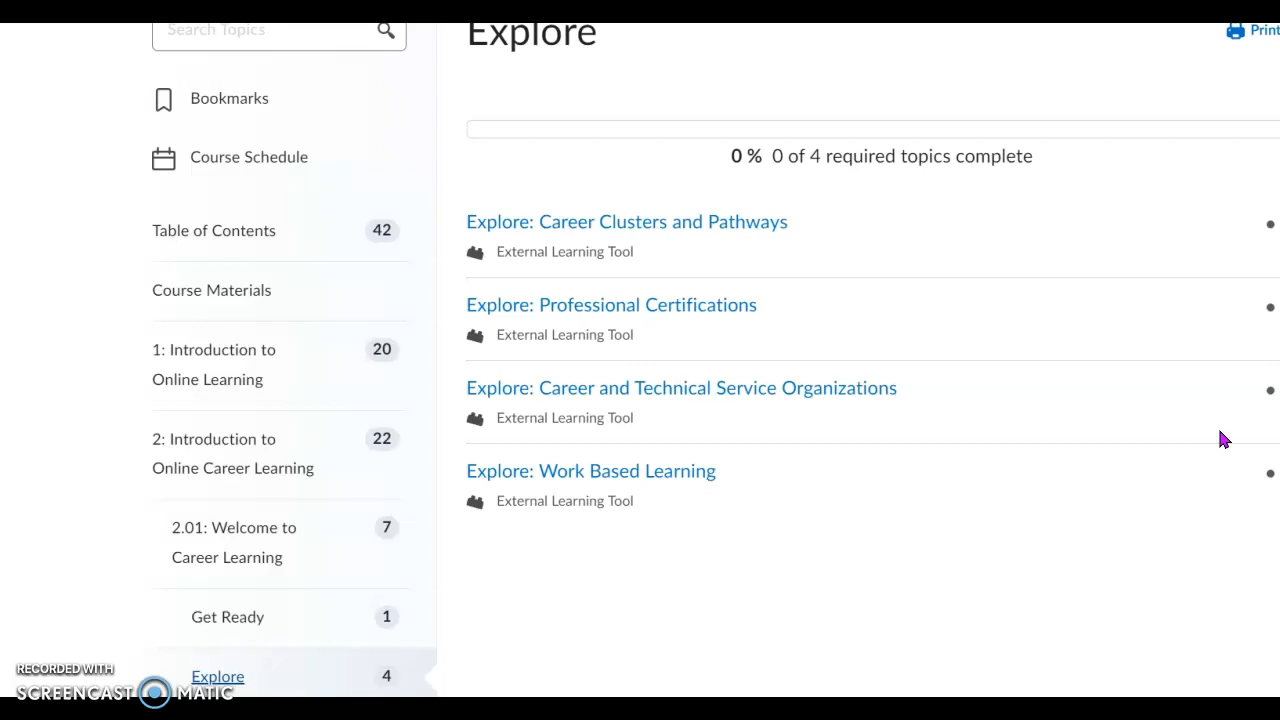 Search Topics
Explore
Print
Bookmarks
Course Schedule
Table of Contents 42
Course Materials
1: Introduction to 20
Online Learning
2: Introduction to 22
Online Career Learning
2.01: Welcome to 7
Career Learning
Get Ready 1
Explore 4
0 % 0 of 4 required topics complete
Explore: Career Clusters and Pathways
External Learning Tool
Explore: Professional Certifications
External Learning Tool
Explore: Career and Technical Service Organizations
External Learning Tool
Explore: Work Based Learning
External Learning Tool
RECORDED WITH
SCREENCAST MATIC